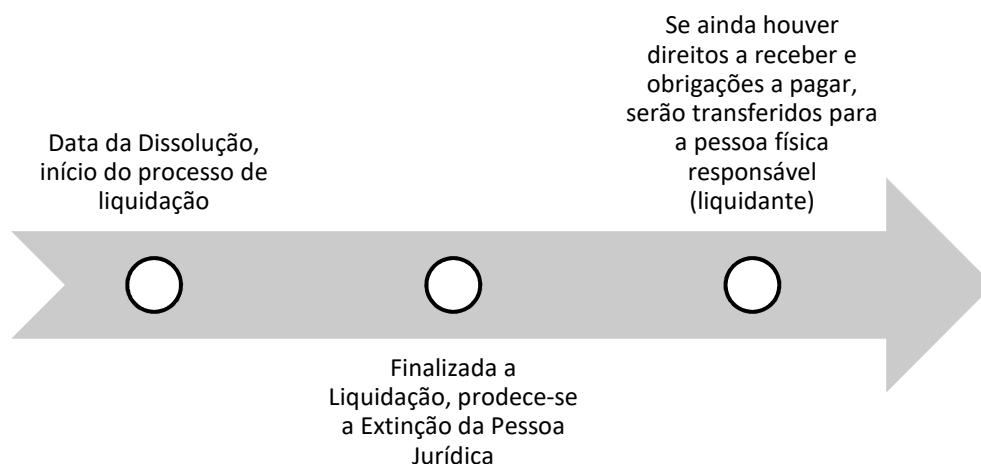 Data da Dissolução,
início do processo de
liquidação
Finalizada a
Liquidação, prodece-se
a Extinção da Pessoa
Jurídica
Se ainda houver
direitos a receber e
obrigações a pagar,
serão transferidos para
a pessoa física
responsável
(liquidante)